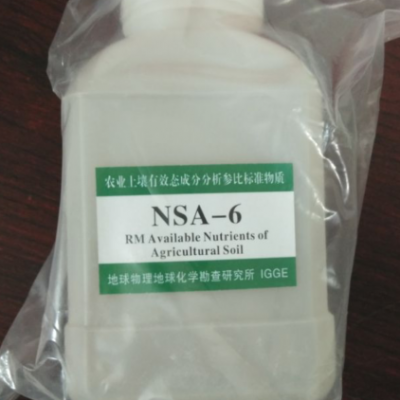 农业土壤有效态成分分析参比标准物质
NSA-6
RM Available Nutrients of
Agricultural Soil
地球物理地球化学勘查研究所 IGGE